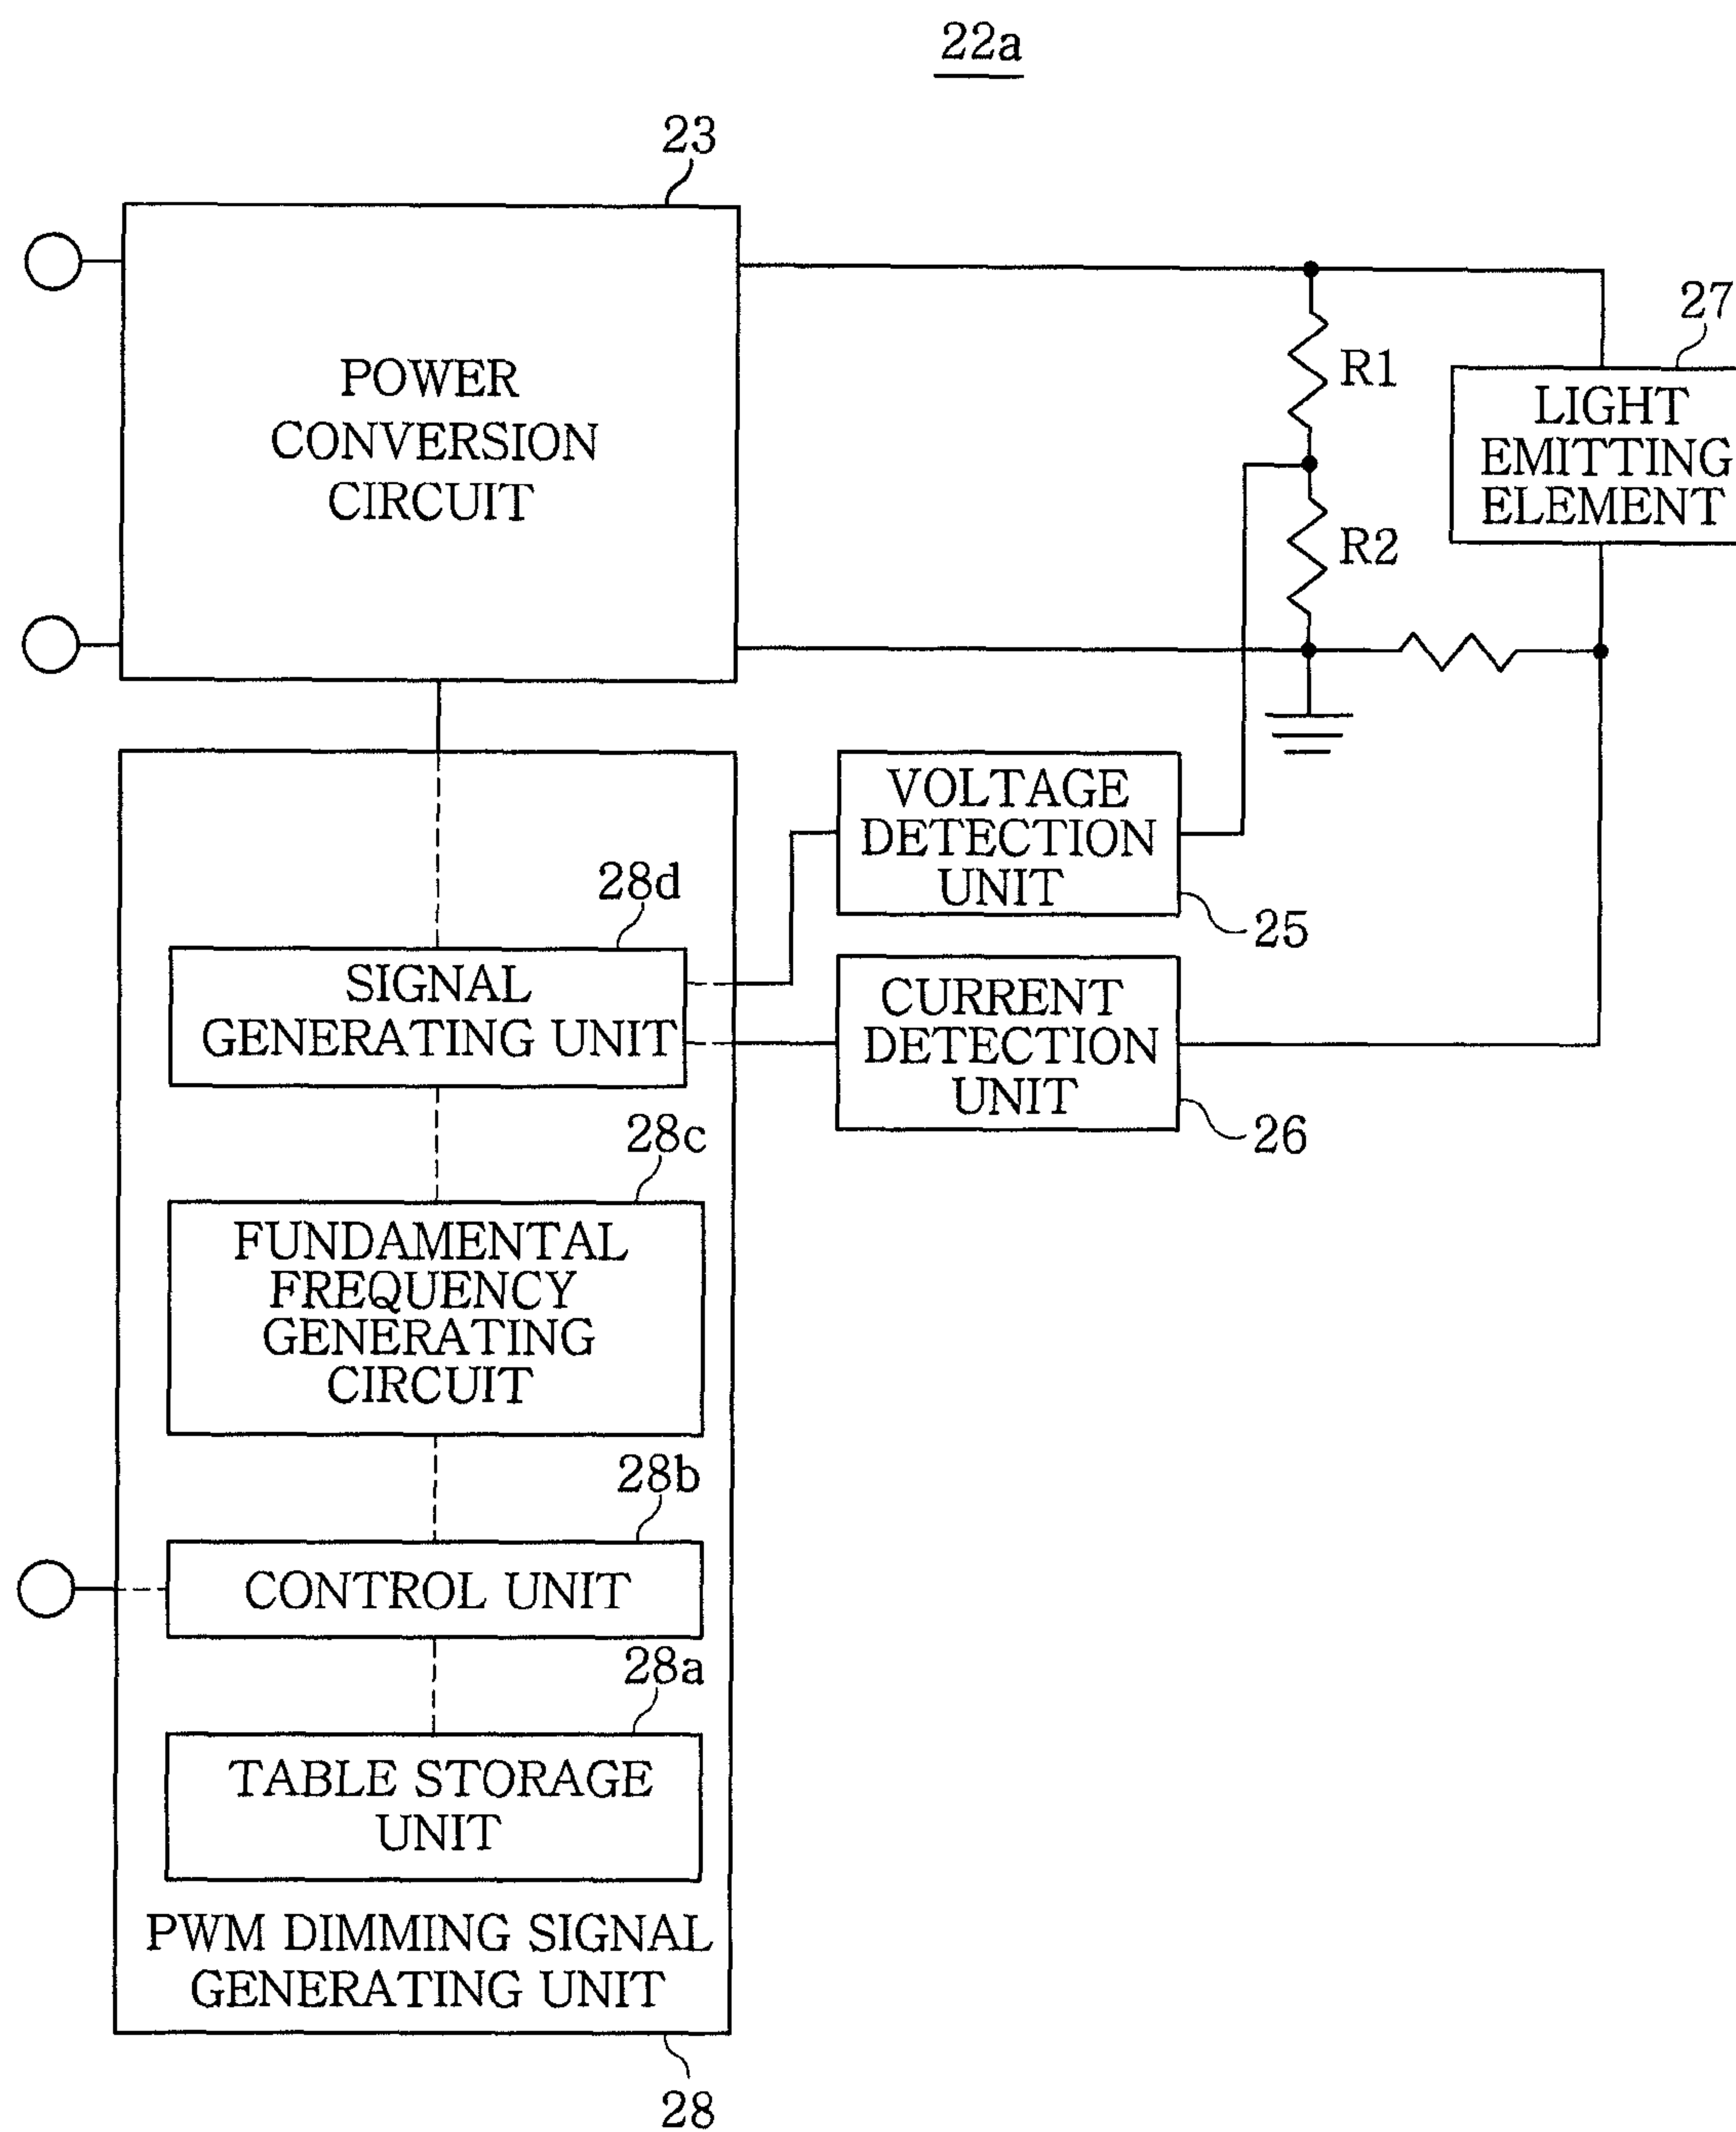 22a
23
POWER
CONVERSION
CIRCUIT
R1
R2
27
LIGHT
EMITTING
ELEMENT
VOLTAGE
DETECTION
UNIT
25
28d
SIGNAL
GENERATING UNIT
CURRENT
DETECTION
UNIT
26
28c
FUNDAMENTAL
FREQUENCY
GENERATING
CIRCUIT
28b
CONTROL UNIT
28a
TABLE STORAGE
UNIT
PWM DIMMING SIGNAL
GENERATING UNIT
28